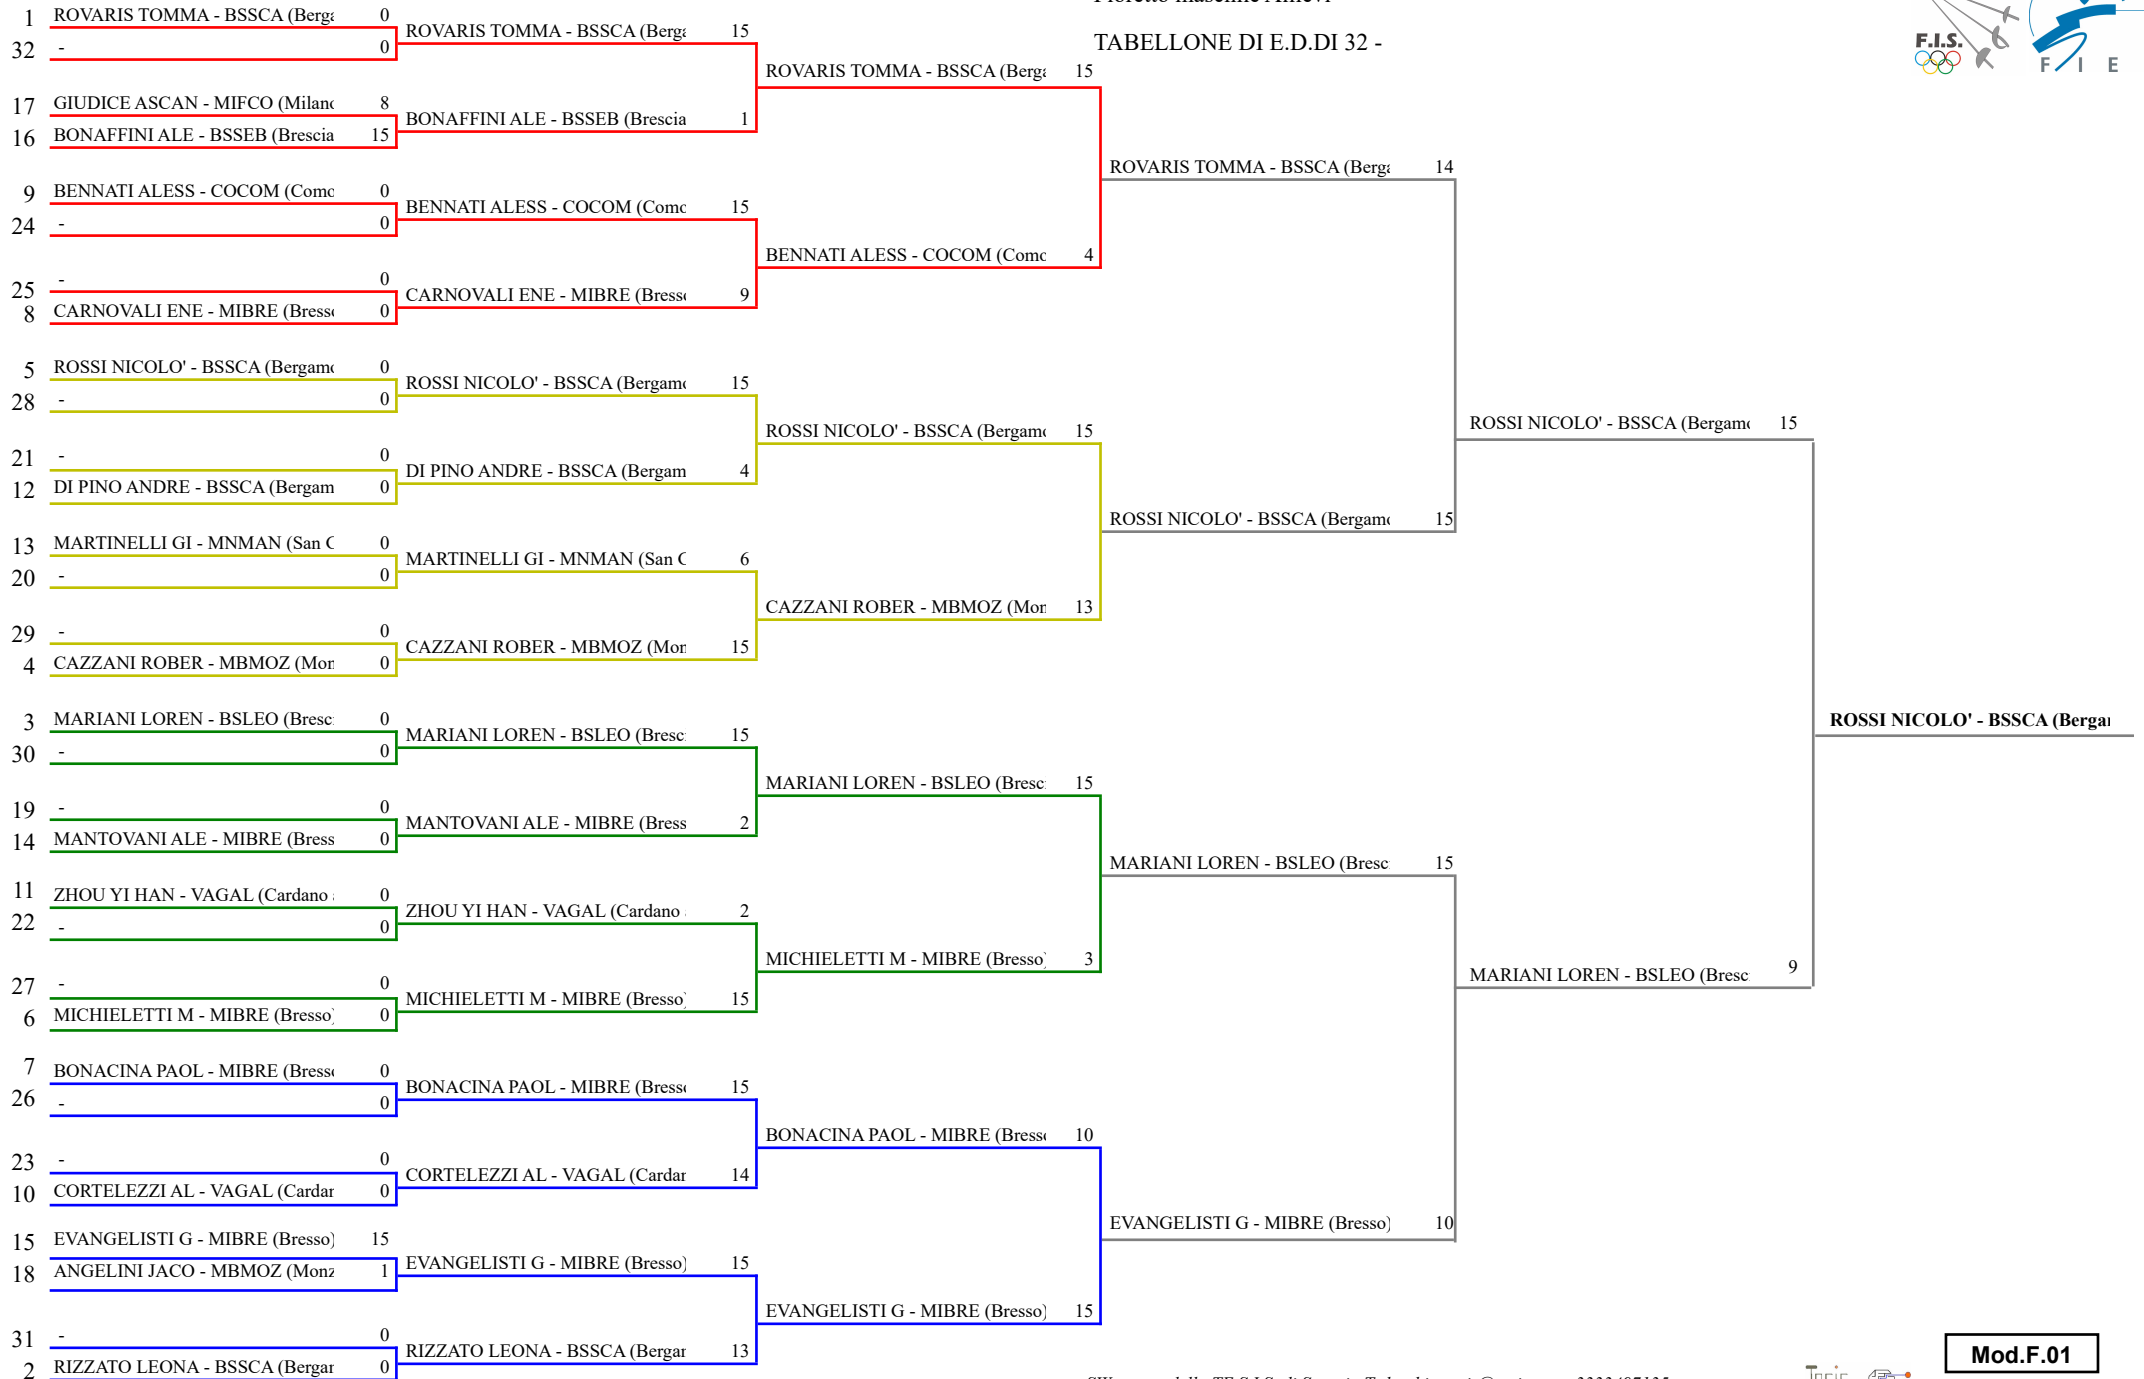 TABELLONE DI E.D.DI 32 -
F.I.S.
F I E
1 ROVARIS TOMMA - BSSCA (Berg 0
32 - 0
17 GIUDICE ASCAN - MIFCO (Milan 8
16 BONAFFINI ALE - BSSEB (Brescia 15
9 BENNATI ALESS - COCOM (Como 0
24 - 0
25 - 0
8 CARNOVALI ENE - MIBRE (Bress 0
5 ROSSI NICOLO' - BSSCA (Bergam 0
28 - 0
21 - 0
12 DI PINO ANDRE - BSSCA (Bergam 0
13 MARTINELLI GI - MNMAN (San 0
20 - 0
29 - 0
4 CAZZANI ROBER - MBMOZ (Mon 0
3 MARIANI LOREN - BSLEO (Bresc 0
30 - 0
19 - 0
14 MANTOVANI ALE - MIBRE (Bress 0
11 ZHOU YI HAN - VAGAL (Cardano 0
22 - 0
27 - 0
6 MICHIELETTI M - MIBRE (Bresso) 0
7 BONACINA PAOL - MIBRE (Bress 0
26 - 0
23 - 0
10 CORTELEZZI AL - VAGAL (Cardan 0
15 EVANGELISTI G - MIBRE (Bresso) 15
18 ANGELINI JACO - MBMOZ (Monz 1
31 - 0
2 RIZZATO LEONA - BSSCA (Bergam 0
ROVARIS TOMMA - BSSCA (Berg 15
BONAFFINI ALE - BSSEB (Brescia 1
BENNATI ALESS - COCOM (Como 15
CARNOVALI ENE - MIBRE (Bress 9
ROSSI NICOLO' - BSSCA (Bergam 15
DI PINO ANDRE - BSSCA (Bergam 4
MARTINELLI GI - MNMAN (San 6
CAZZANI ROBER - MBMOZ (Mon 15
MARIANI LOREN - BSLEO (Bresc 15
MANTOVANI ALE - MIBRE (Bress 2
ZHOU YI HAN - VAGAL (Cardano 2
MICHIELETTI M - MIBRE (Bresso) 15
BONACINA PAOL - MIBRE (Bress 15
CORTELEZZI AL - VAGAL (Cardan 14
EVANGELISTI G - MIBRE (Bresso) 15
RIZZATO LEONA - BSSCA (Bergam 13
ROVARIS TOMMA - BSSCA (Berg 15
BENNATI ALESS - COCOM (Como 4
ROSSI NICOLO' - BSSCA (Bergam 15
CAZZANI ROBER - MBMOZ (Mon 13
MARIANI LOREN - BSLEO (Bresc 15
MICHIELETTI M - MIBRE (Bresso) 3
BONACINA PAOL - MIBRE (Bress 10
EVANGELISTI G - MIBRE (Bresso) 15
ROVARIS TOMMA - BSSCA (Berg 14
ROSSI NICOLO' - BSSCA (Bergam 15
MARIANI LOREN - BSLEO (Bresc 15
EVANGELISTI G - MIBRE (Bresso) 10
ROSSI NICOLO' - BSSCA (Bergam 15
MARIANI LOREN - BSLEO (Bresc 9
ROSSI NICOLO' - BSSCA (Berga
Mod.F.01